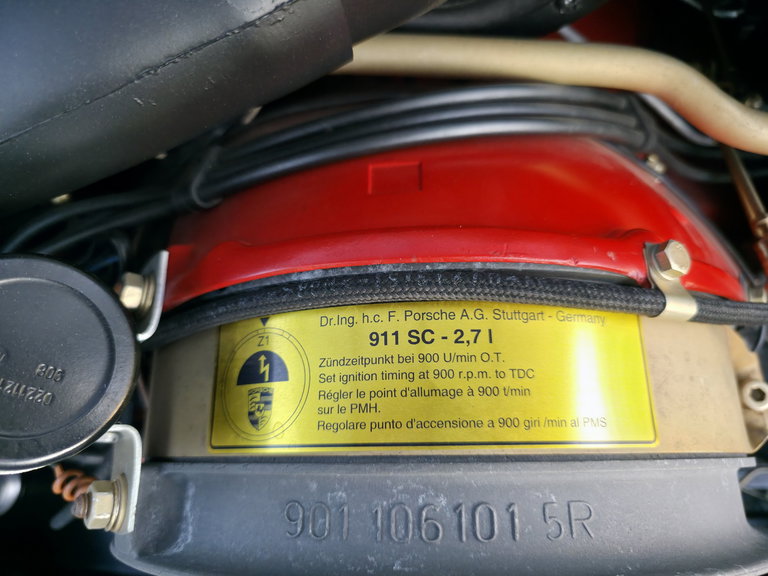 Dr.Ing. h.c. F. Porsche A.G. Stuttgart - Germany
911 SC - 2,7 l
Z1
Zündzeitpunkt bei 900 U/min O.T.
Set ignition timing at 900 r.p.m. to TDC
Régler le point d'allumage à 900 t/min
sur le PMH.
Regolare punto d'accensione a 900 giri /min al PMS
901 106 101 5R